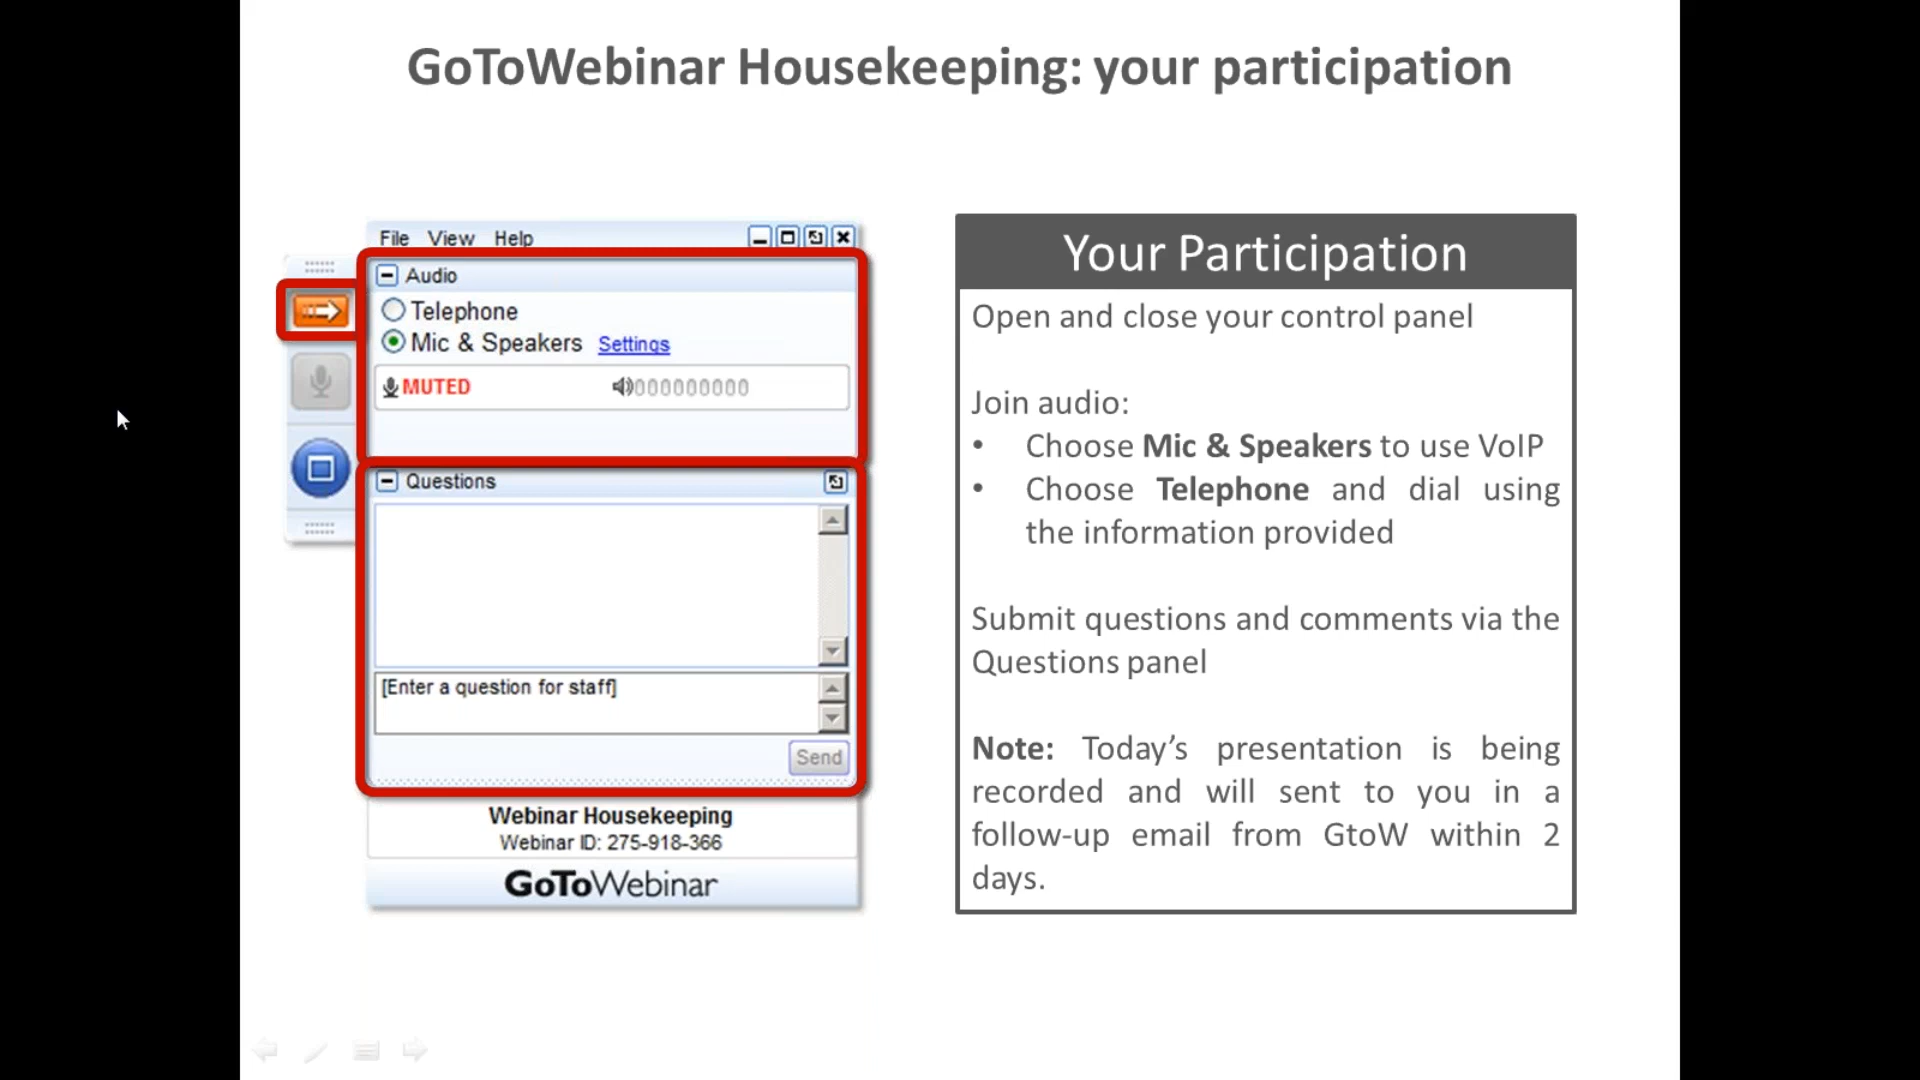 GoToWebinar Housekeeping: your participation
File View Help
Audio
Telephone
Mic & Speakers Settings
MUTED
Questions
[Enter a question for staff]
Send
Webinar Housekeeping
Webinar ID: 275-918-366
GoToWebinar
Your Participation
Open and close your control panel
Join audio:
• Choose Mic & Speakers to use VoIP
• Choose Telephone and dial using
the information provided
Submit questions and comments via the
Questions panel
Note: Today’s presentation is being
recorded and will sent to you in a
follow-up email from GtoW within 2
days.